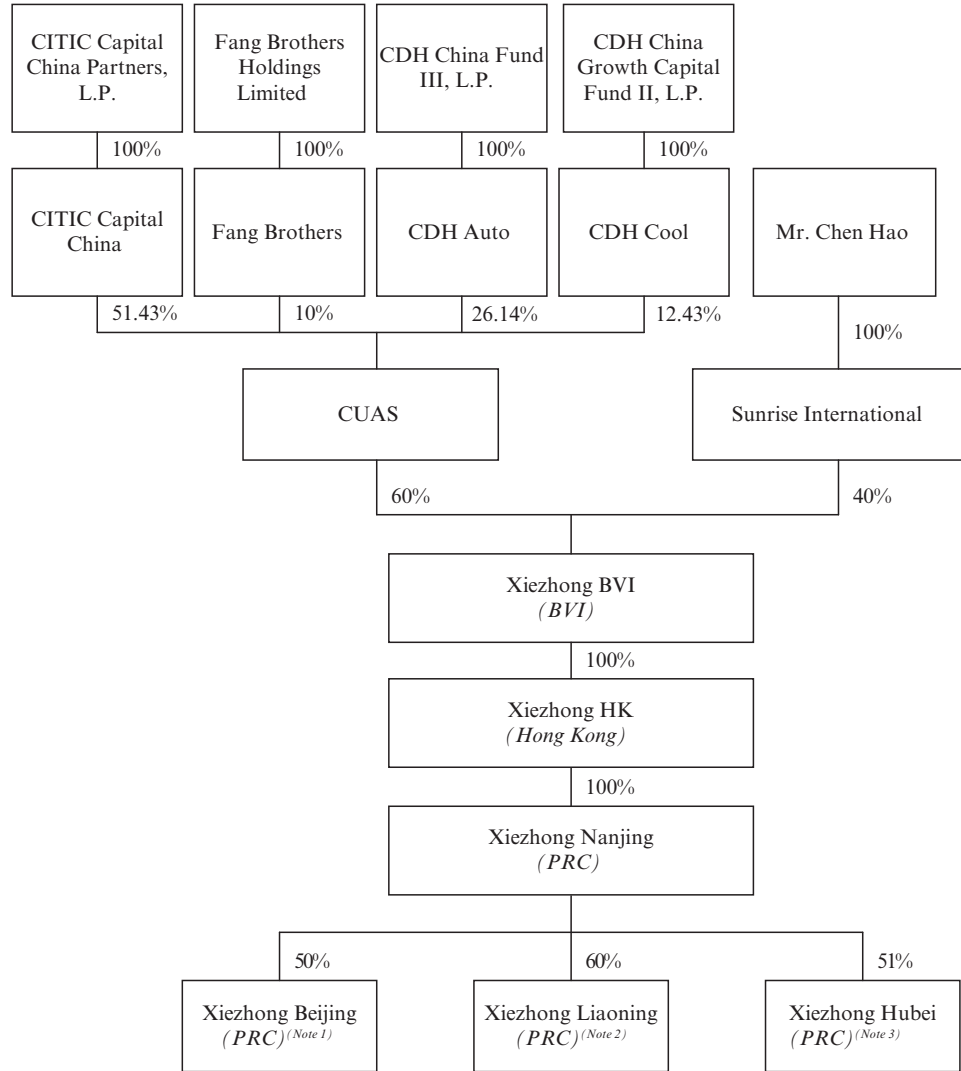 CITIC Capital
China Partners,
L.P.
Fang Brothers
Holdings
Limited
CDH China Fund
III, L.P.
CDH China
Growth Capital
Fund II, L.P.
100%
100%
100%
100%
CITIC Capital
China
Fang Brothers
CDH Auto
CDH Cool
Mr. Chen Hao
51.43%
10%
26.14%
12.43%
100%
CUAS
Sunrise International
60%
40%
Xiezhong BVI
(BVI)
100%
Xiezhong HK
(Hong Kong)
100%
Xiezhong Nanjing
(PRC)
50%
60%
51%
Xiezhong Beijing
(PRC)(Note 1)
Xiezhong Liaoning
(PRC)(Note 2)
Xiezhong Hubei
(PRC)(Note 3)